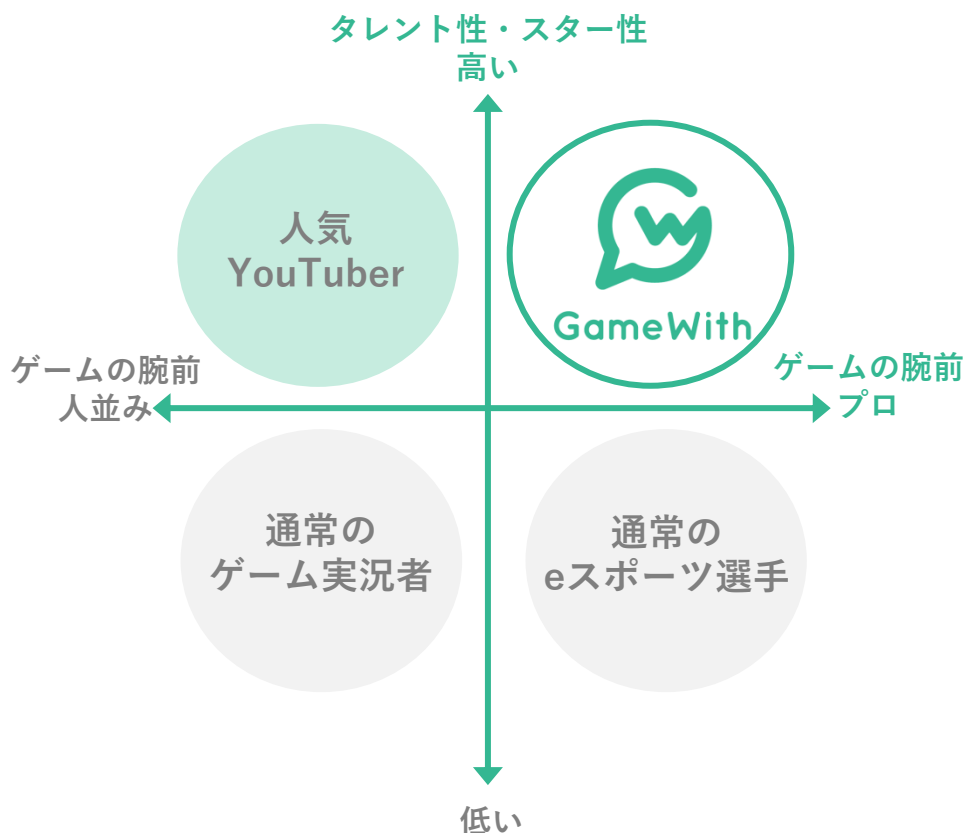 タレント性・スター性
高い
人気
YouTuber
GameWith
ゲームの腕前
人並み
ゲームの腕前
プロ
通常の
ゲーム実況者
通常の
eスポーツ選手
低い